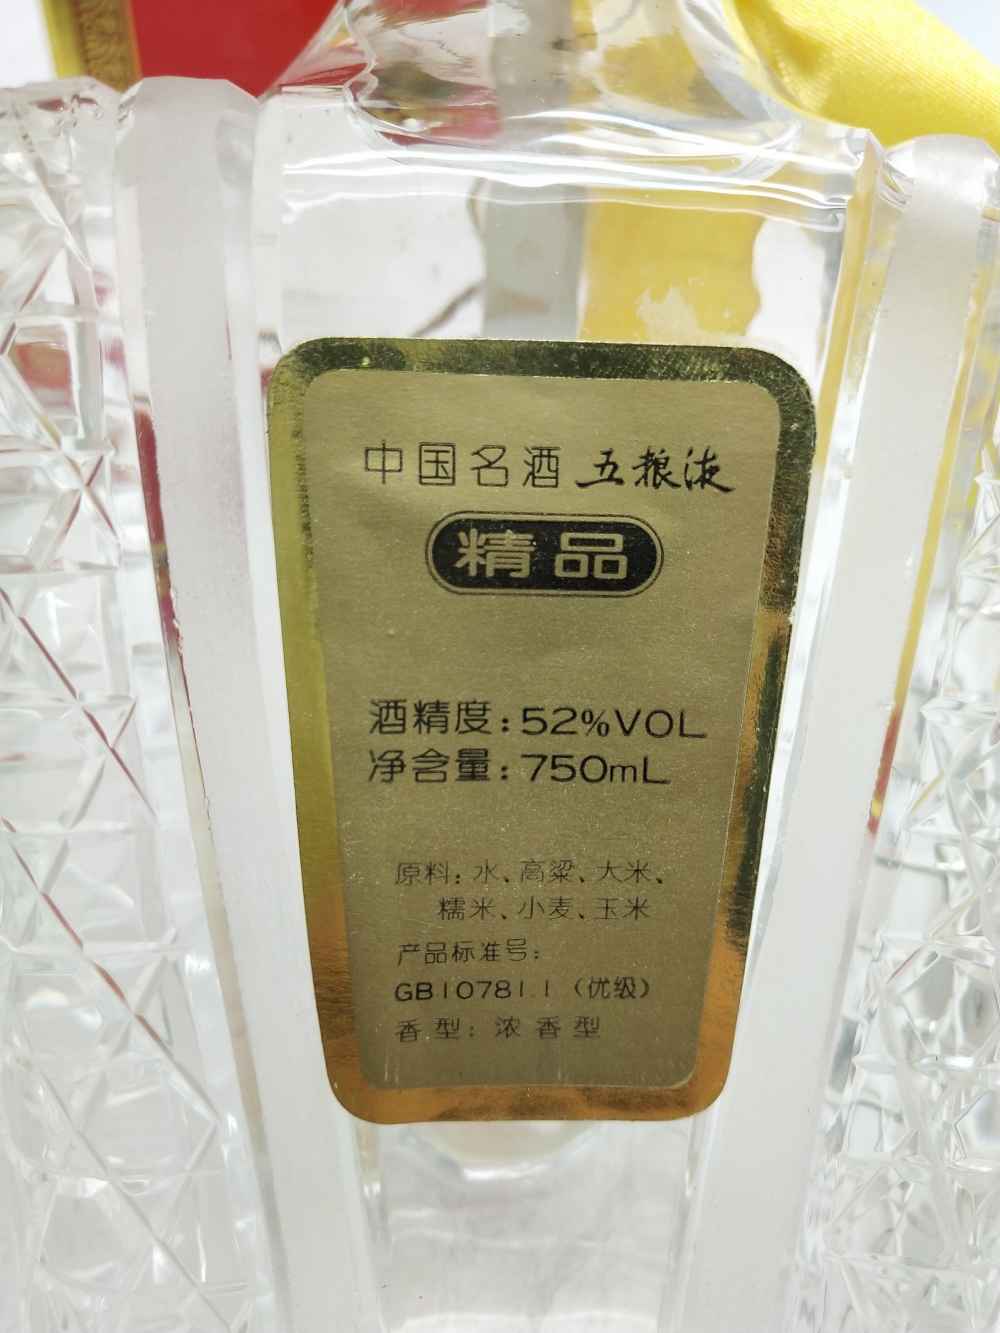 中国名酒 五粮液
精品
酒精度:52%VOL
净含量:750mL
原料:水、高粱、大米、
糯米、小麦、玉米
产品标准号:
GB10781.1(优级)
香型:浓香型